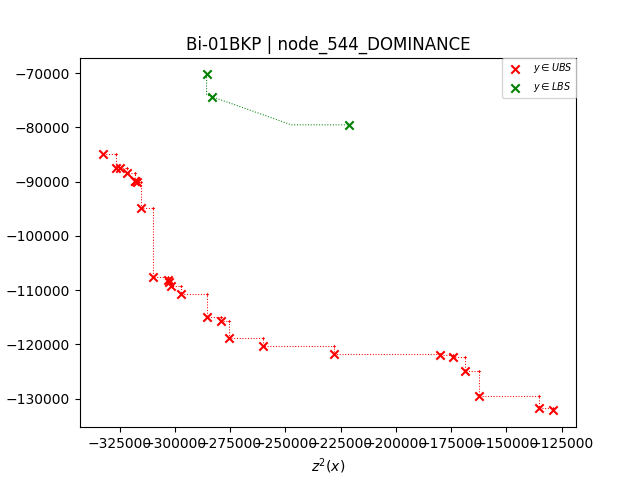 Bi-01BKP | node_544_DOMINANCE
y ∈ UBS
y ∈ LBS
−70000
−80000
−90000
−100000
−110000
−120000
−130000
−325000 −300000 −275000 −250000 −225000 −200000 −175000 −150000 −125000
z²(x)